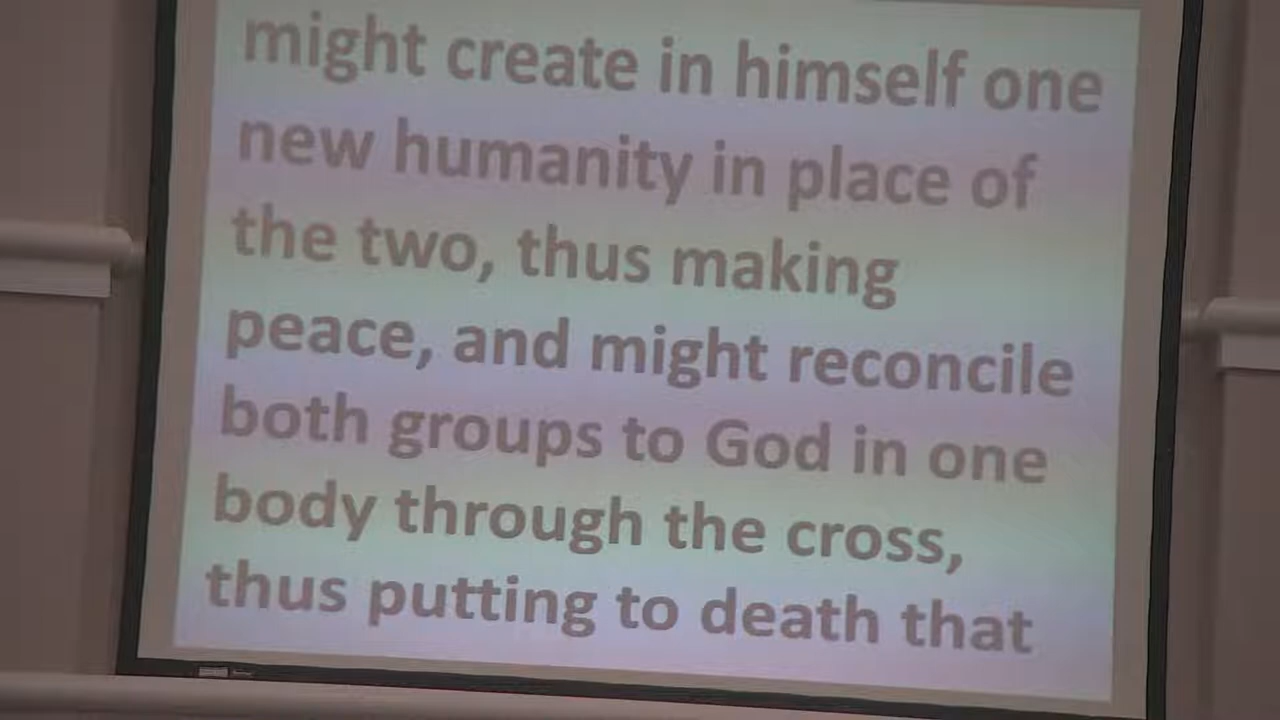 might create in himself one
new humanity in place of
the two, thus making
peace, and might reconcile
both groups to God in one
body through the cross,
thus putting to death that